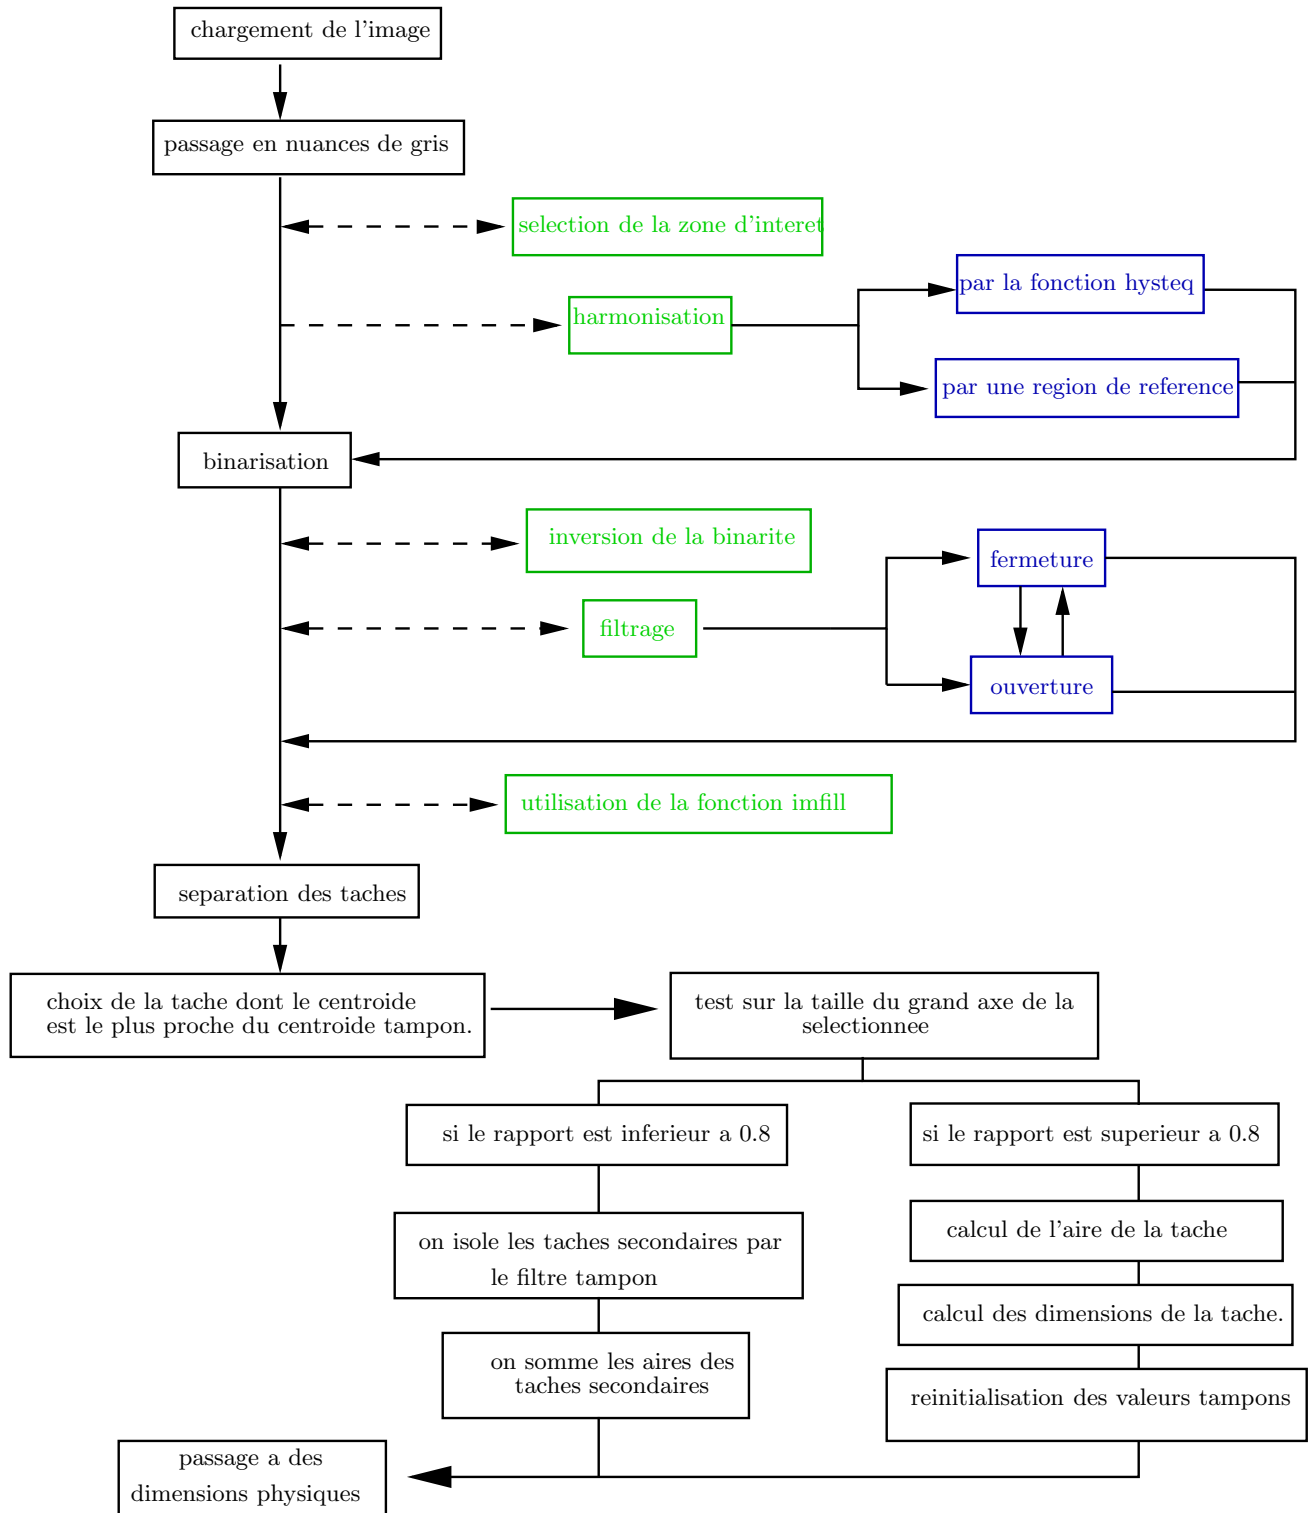 chargement de l'image
passage en nuances de gris
selection de la zone d'interet
par la fonction hysteq
harmonisation
par une region de reference
binarisation
inversion de la binarite
fermeture
filtrage
ouverture
utilisation de la fonction imfill
separation des taches
choix de la tache dont le centroide
est le plus proche du centroide tampon.
test sur la taille du grand axe de la
selectionnee
si le rapport est inferieur a 0.8
si le rapport est superieur a 0.8
on isole les taches secondaires par
le filtre tampon
calcul de l'aire de la tache
calcul des dimensions de la tache.
on somme les aires des
taches secondaires
reinitialisation des valeurs tampons
passage a des
dimensions physiques